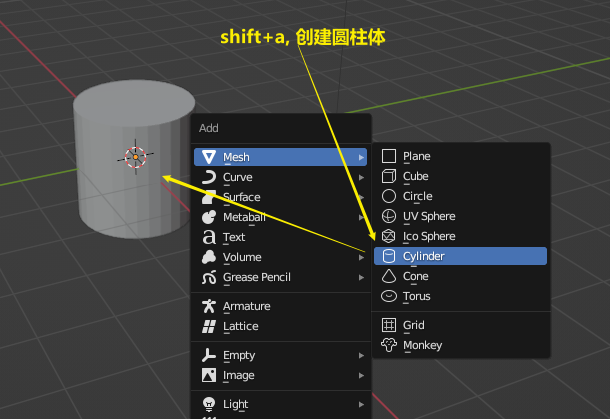 shift+a, 创建圆柱体
Add
Mesh
Curve
Surface
Metaball
Text
Volume
Grease Pencil
Armature
Lattice
Empty
Image
Light
Plane
Cube
Circle
UV Sphere
Ico Sphere
Cylinder
Cone
Torus
Grid
Monkey